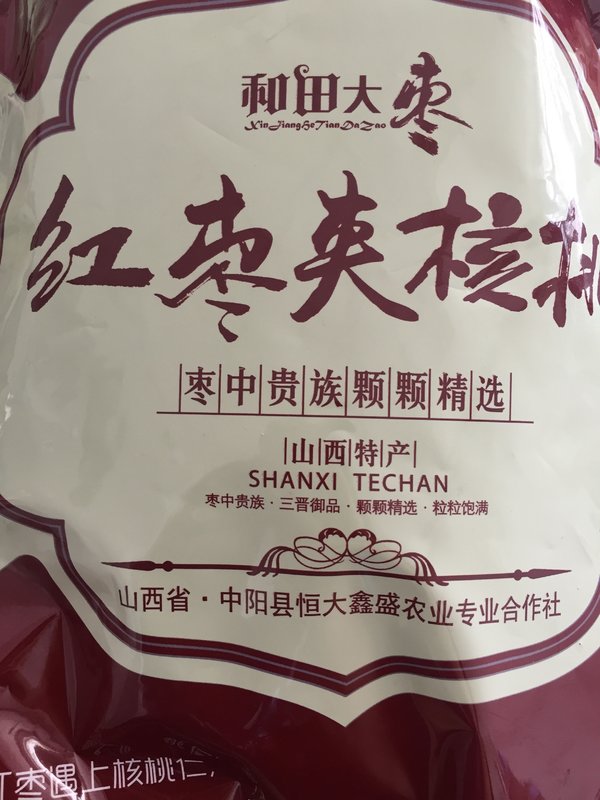 和田大枣
XinJiangHeTianDaZao
红枣夹核桃
枣中贵族颗颗精选
山西特产
SHANXI TECHAN
枣中贵族·三晋御品·颗颗精选·粒粒饱满
山西省·中阳县恒大鑫盛农业专业合作社
红枣遇上核桃仁,